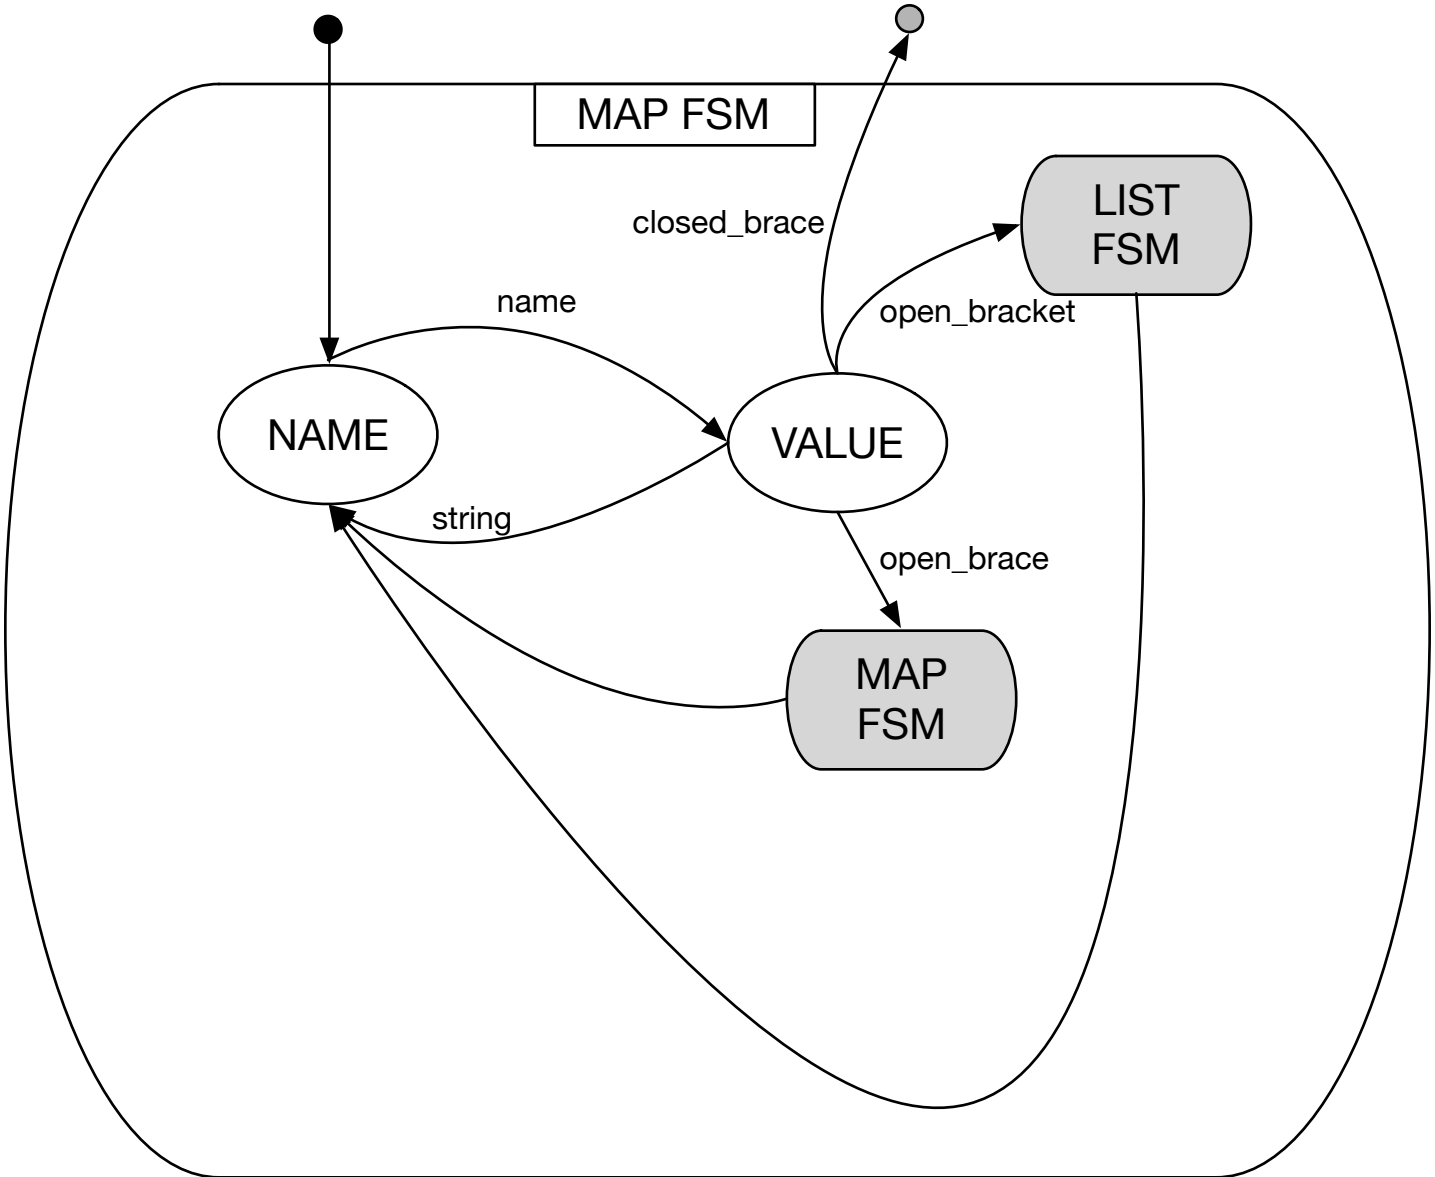 MAP FSM
LIST
FSM
closed_brace
name
open_bracket
NAME
VALUE
string
open_brace
MAP
FSM